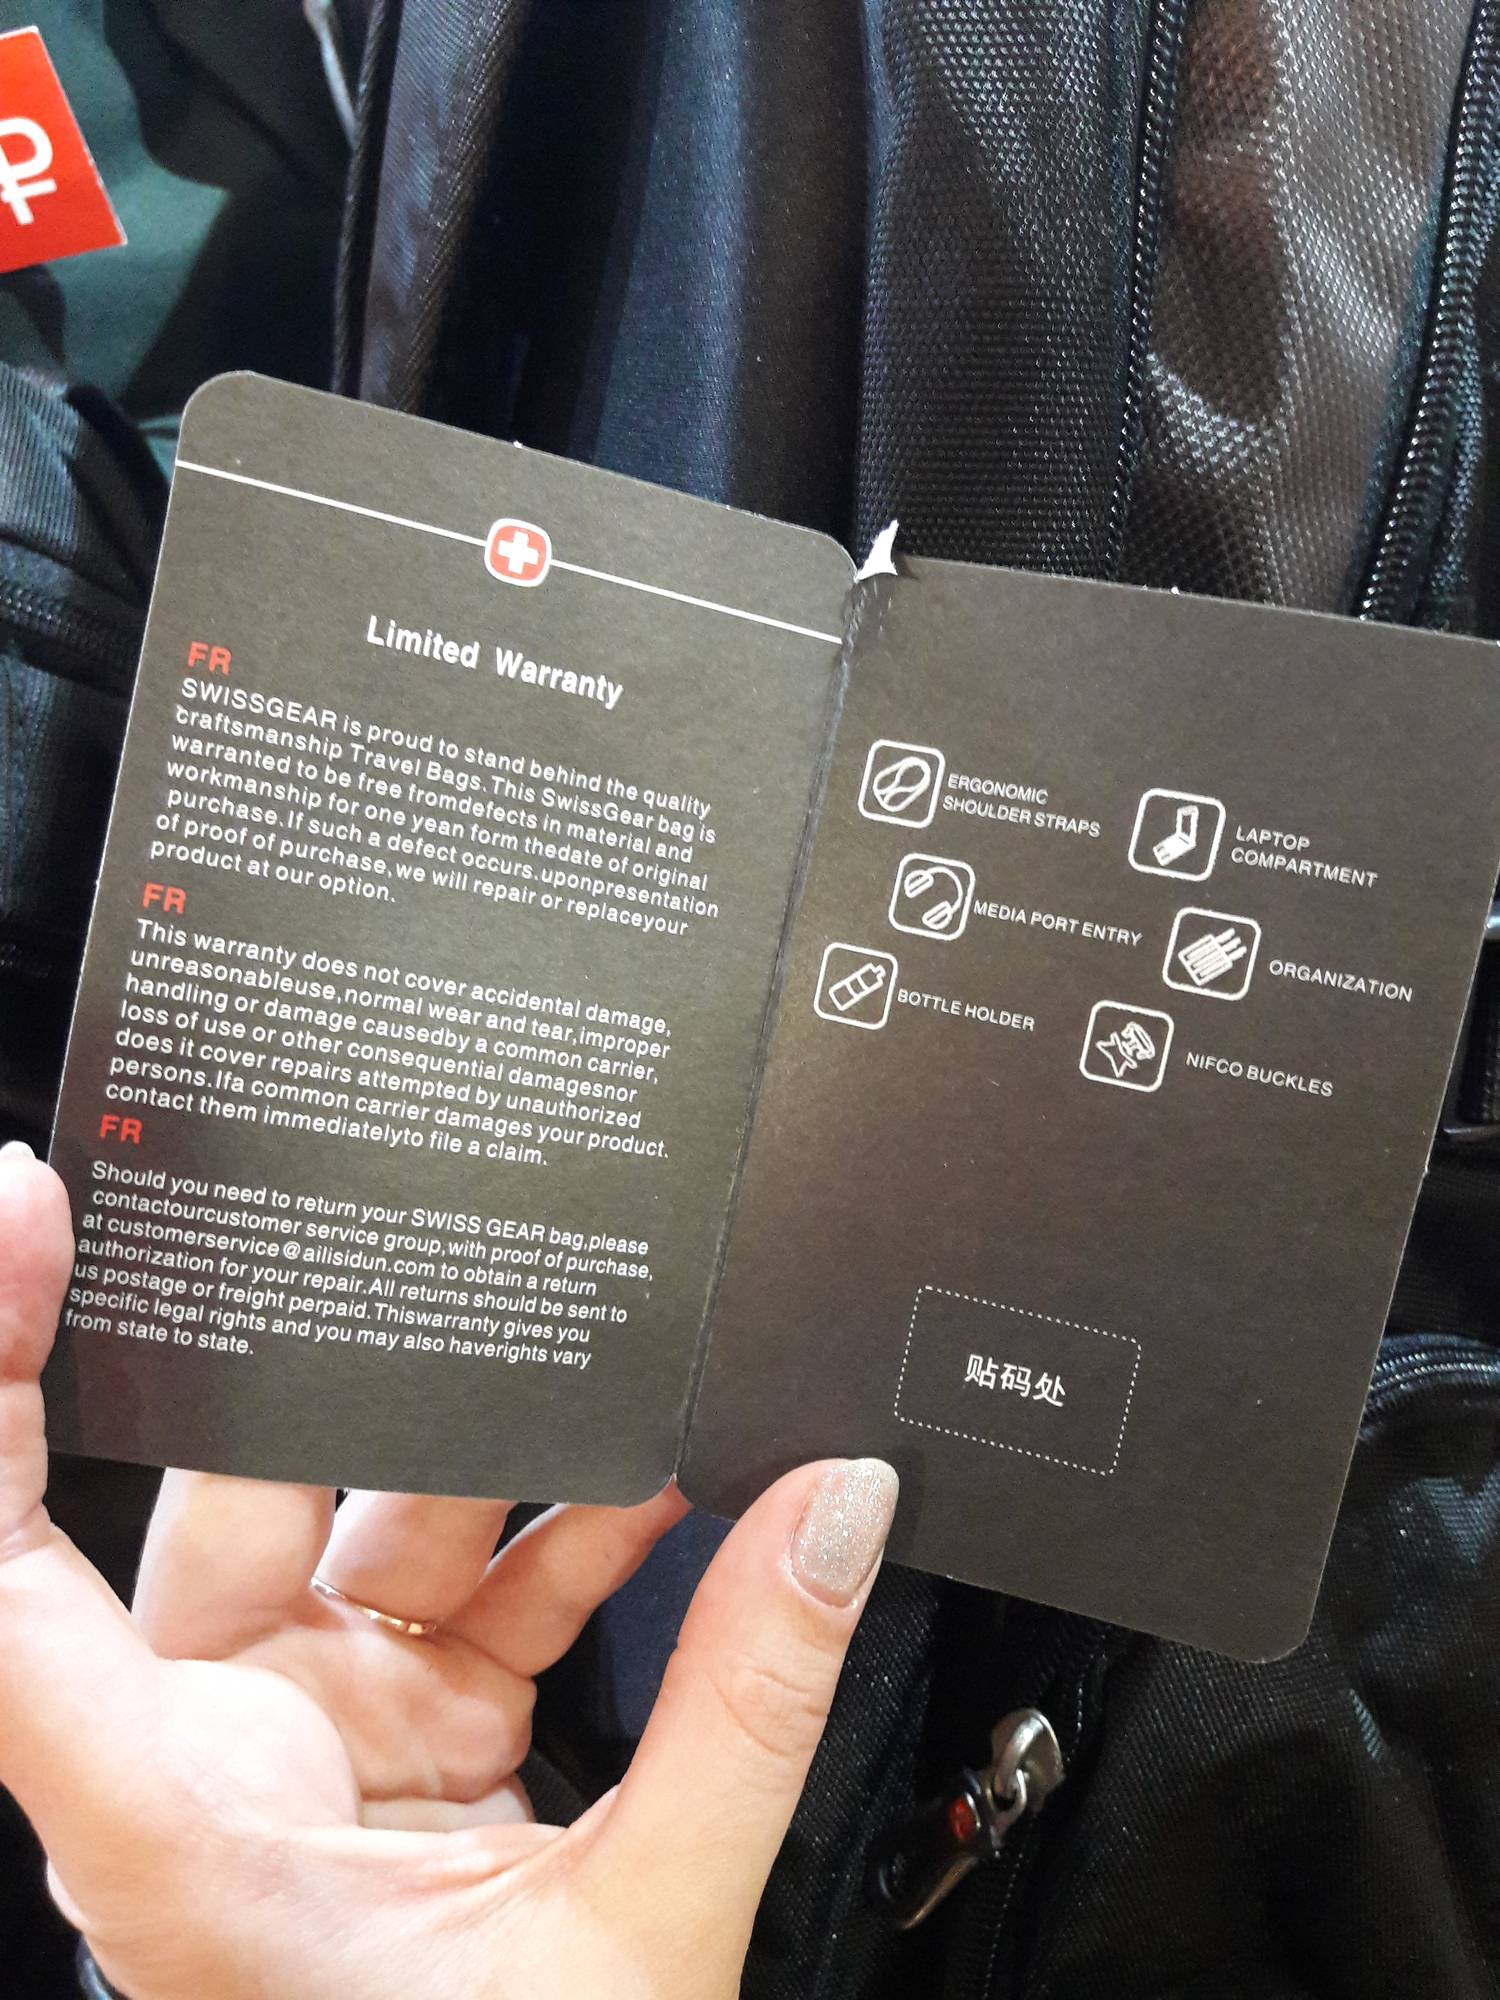 ₽
Limited Warranty
FR
SWISSGEAR is proud to stand behind the quality
craftsmanship Travel Bags.This SwissGear bag is
warranted to be free fromdefects in material and
workmanship for one yean form thedate of original
purchase.If such a defect occurs.uponpresentation
of proof of purchase,we will repair or replaceyour
product at our option.
FR
This warranty does not cover accidental damage,
unreasonableuse,normal wear and tear,improper
handling or damage causedby a common carrier,
loss of use or other consequential damagesnor
does it cover repairs attempted by unauthorized
persons.Ifa common carrier damages your product.
contact them immediatelyto file a claim.
FR
Should you need to return your SWISS GEAR bag,please
contactourcustomer service group,with proof of purchase,
at customerservice@ailisidun.com to obtain a return
authorization for your repair.All returns should be sent to
us postage or freight perpaid.Thiswarranty gives you
specific legal rights and you may also haverights vary
from state to state.
ERGONOMIC
SHOULDER STRAPS
LAPTOP
COMPARTMENT
MEDIA PORT ENTRY
ORGANIZATION
BOTTLE HOLDER
NIFCO BUCKLES
贴码处